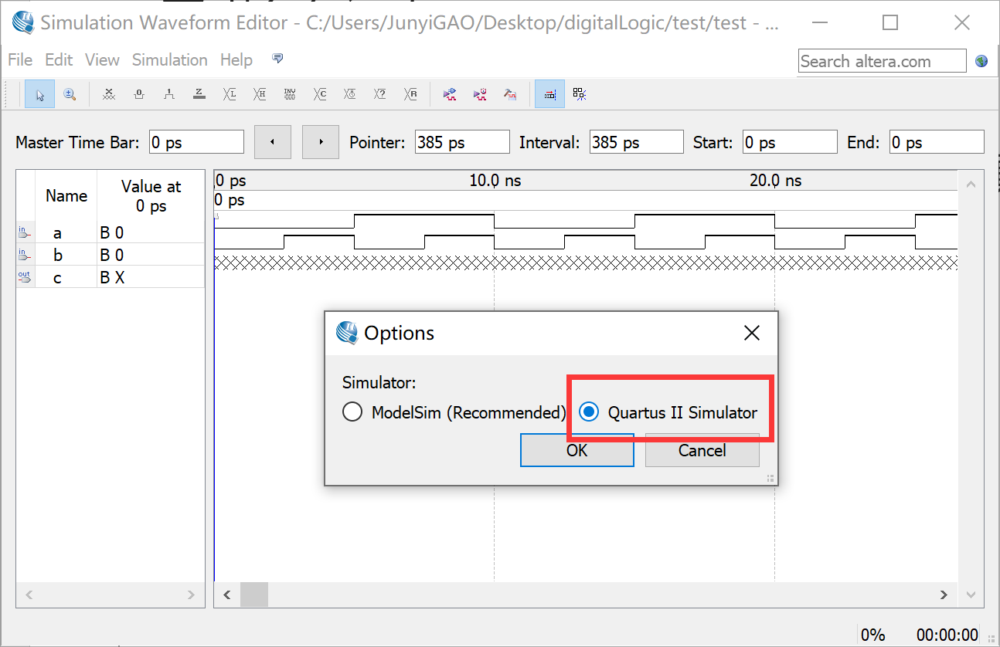 Simulation Waveform Editor - C:/Users/JunyiGAO/Desktop/digitalLogic/test/test - ...
File Edit View Simulation Help
Search altera.com
Master Time Bar: 0 ps Pointer: 385 ps Interval: 385 ps Start: 0 ps End: 0 ps
Name Value at 0 ps
0 ps 10.0 ns 20.0 ns
0 ps
in a B 0
in b B 0
out c B X
Options
Simulator:
ModelSim (Recommended) Quartus II Simulator
OK Cancel
0% 00:00:00